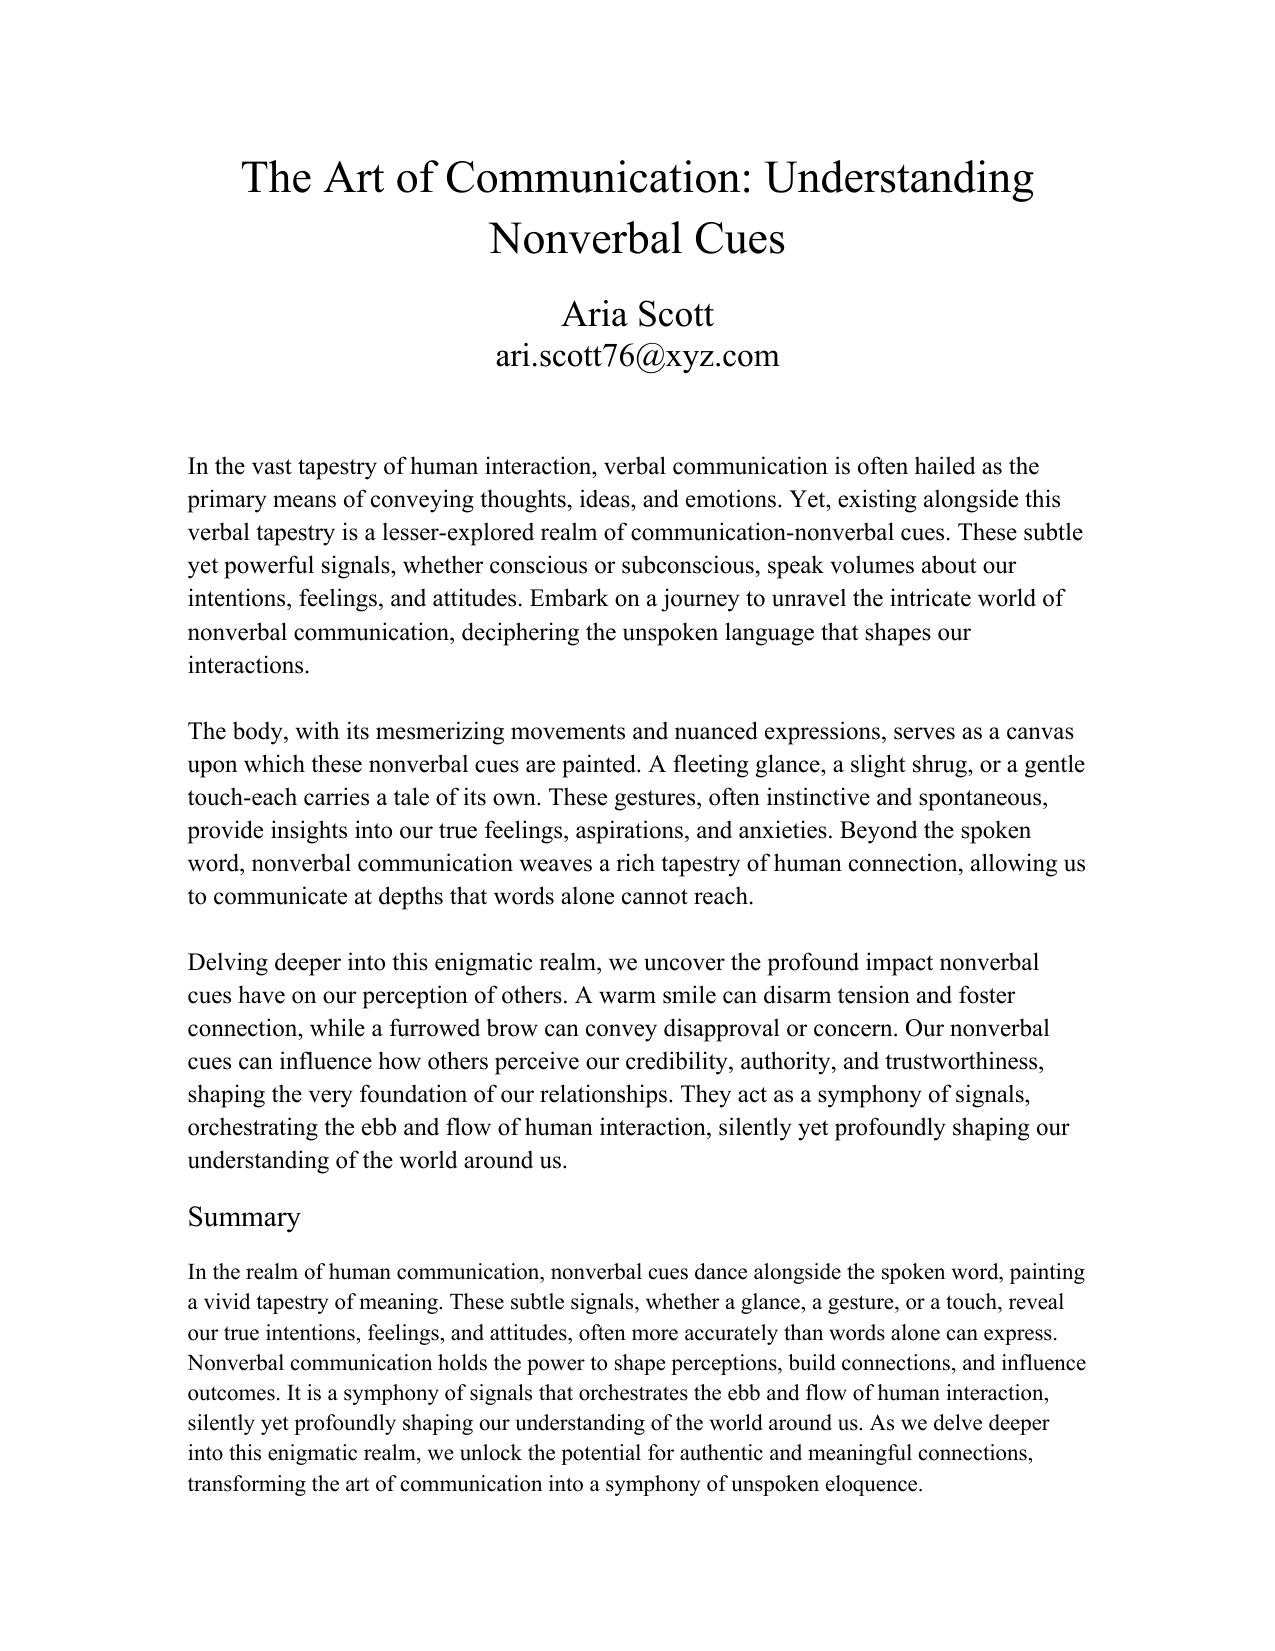 The Art of Communication: Understanding
Nonverbal Cues
Aria Scott
ari.scott76@xyz.com
In the vast tapestry of human interaction, verbal communication is often hailed as the
primary means of conveying thoughts, ideas, and emotions. Yet, existing alongside this
verbal tapestry is a lesser-explored realm of communication-nonverbal cues. These subtle
yet powerful signals, whether conscious or subconscious, speak volumes about our
intentions, feelings, and attitudes. Embark on a journey to unravel the intricate world of
nonverbal communication, deciphering the unspoken language that shapes our
interactions.
The body, with its mesmerizing movements and nuanced expressions, serves as a canvas
upon which these nonverbal cues are painted. A fleeting glance, a slight shrug, or a gentle
touch-each carries a tale of its own. These gestures, often instinctive and spontaneous,
provide insights into our true feelings, aspirations, and anxieties. Beyond the spoken
word, nonverbal communication weaves a rich tapestry of human connection, allowing us
to communicate at depths that words alone cannot reach.
Delving deeper into this enigmatic realm, we uncover the profound impact nonverbal
cues have on our perception of others. A warm smile can disarm tension and foster
connection, while a furrowed brow can convey disapproval or concern. Our nonverbal
cues can influence how others perceive our credibility, authority, and trustworthiness,
shaping the very foundation of our relationships. They act as a symphony of signals,
orchestrating the ebb and flow of human interaction, silently yet profoundly shaping our
understanding of the world around us.
Summary
In the realm of human communication, nonverbal cues dance alongside the spoken word, painting
a vivid tapestry of meaning. These subtle signals, whether a glance, a gesture, or a touch, reveal
our true intentions, feelings, and attitudes, often more accurately than words alone can express.
Nonverbal communication holds the power to shape perceptions, build connections, and influence
outcomes. It is a symphony of signals that orchestrates the ebb and flow of human interaction,
silently yet profoundly shaping our understanding of the world around us. As we delve deeper
into this enigmatic realm, we unlock the potential for authentic and meaningful connections,
transforming the art of communication into a symphony of unspoken eloquence.